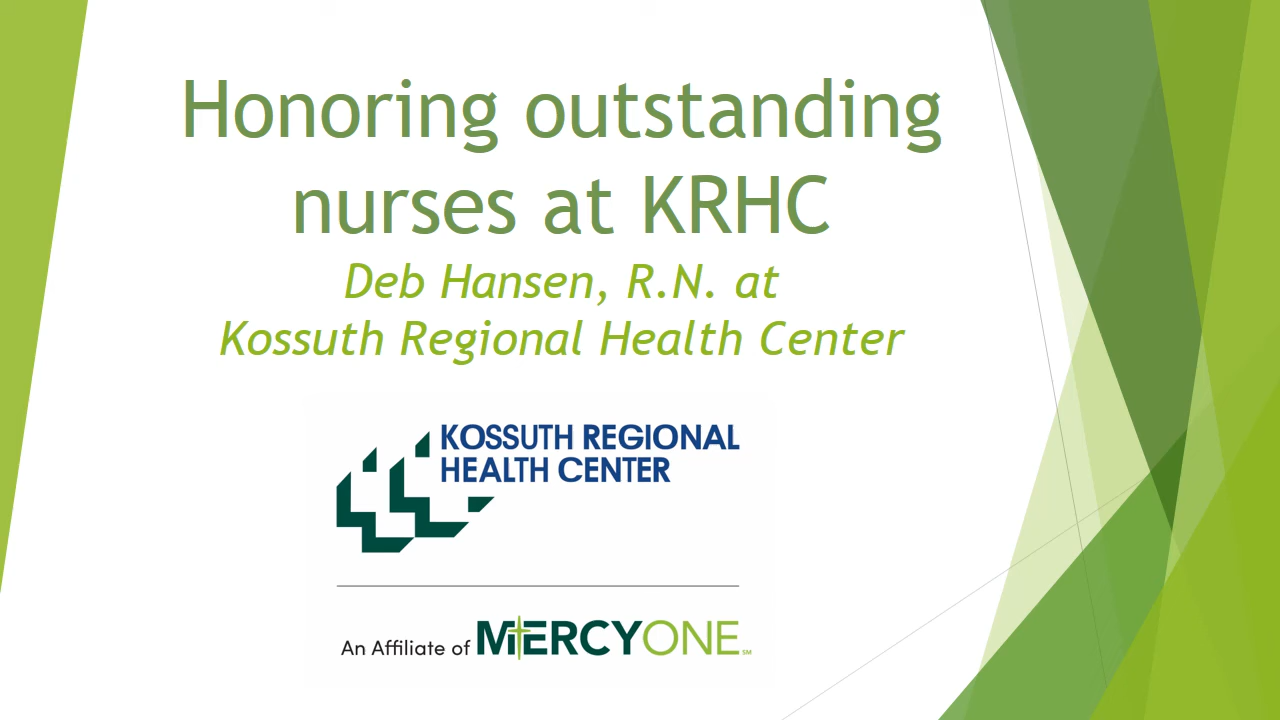 Honoring outstanding
nurses at KRHC
Deb Hansen, R.N. at
Kossuth Regional Health Center
KOSSUTH REGIONAL
HEALTH CENTER
An Affiliate of MERCYONE℠